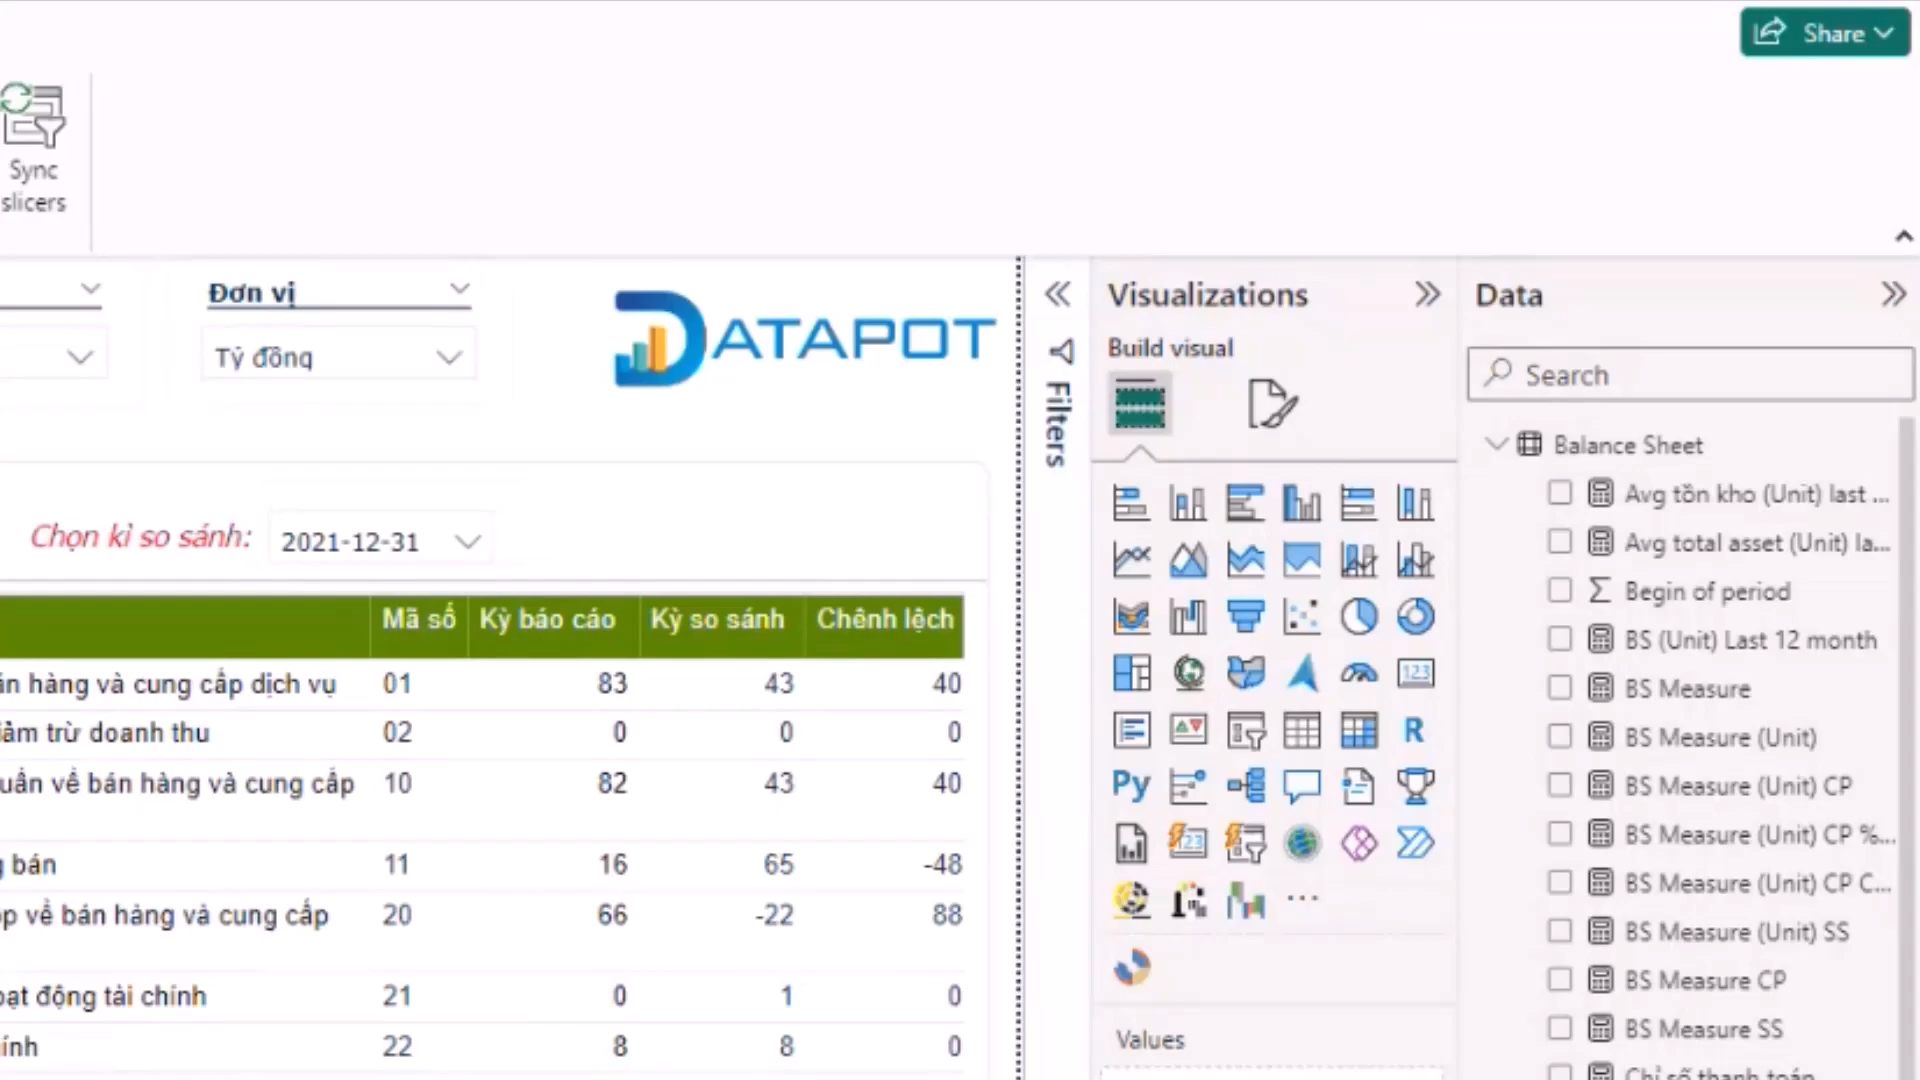 Share
Sync
slicers
Đơn vị
Tỷ đồng
DATAPOT
Chọn kì so sánh: 2021-12-31
Mã số Kỳ báo cáo Kỳ so sánh Chênh lệch
hàng và cung cấp dịch vụ 01 83 43 40
trừ doanh thu 02 0 0 0
về bán hàng và cung cấp 10 82 43 40
bán 11 16 65 -48
về bán hàng và cung cấp 20 66 -22 88
động tài chính 21 0 1 0
22 8 8 0
Filters
Visualizations
Build visual
123
R
Py
123
Values
Data
Search
Balance Sheet
Avg tồn kho (Unit) last ...
Avg total asset (Unit) la...
Begin of period
BS (Unit) Last 12 month
BS Measure
BS Measure (Unit)
BS Measure (Unit) CP
BS Measure (Unit) CP %...
BS Measure (Unit) CP C...
BS Measure (Unit) SS
BS Measure CP
BS Measure SS
Chỉ số thanh toán